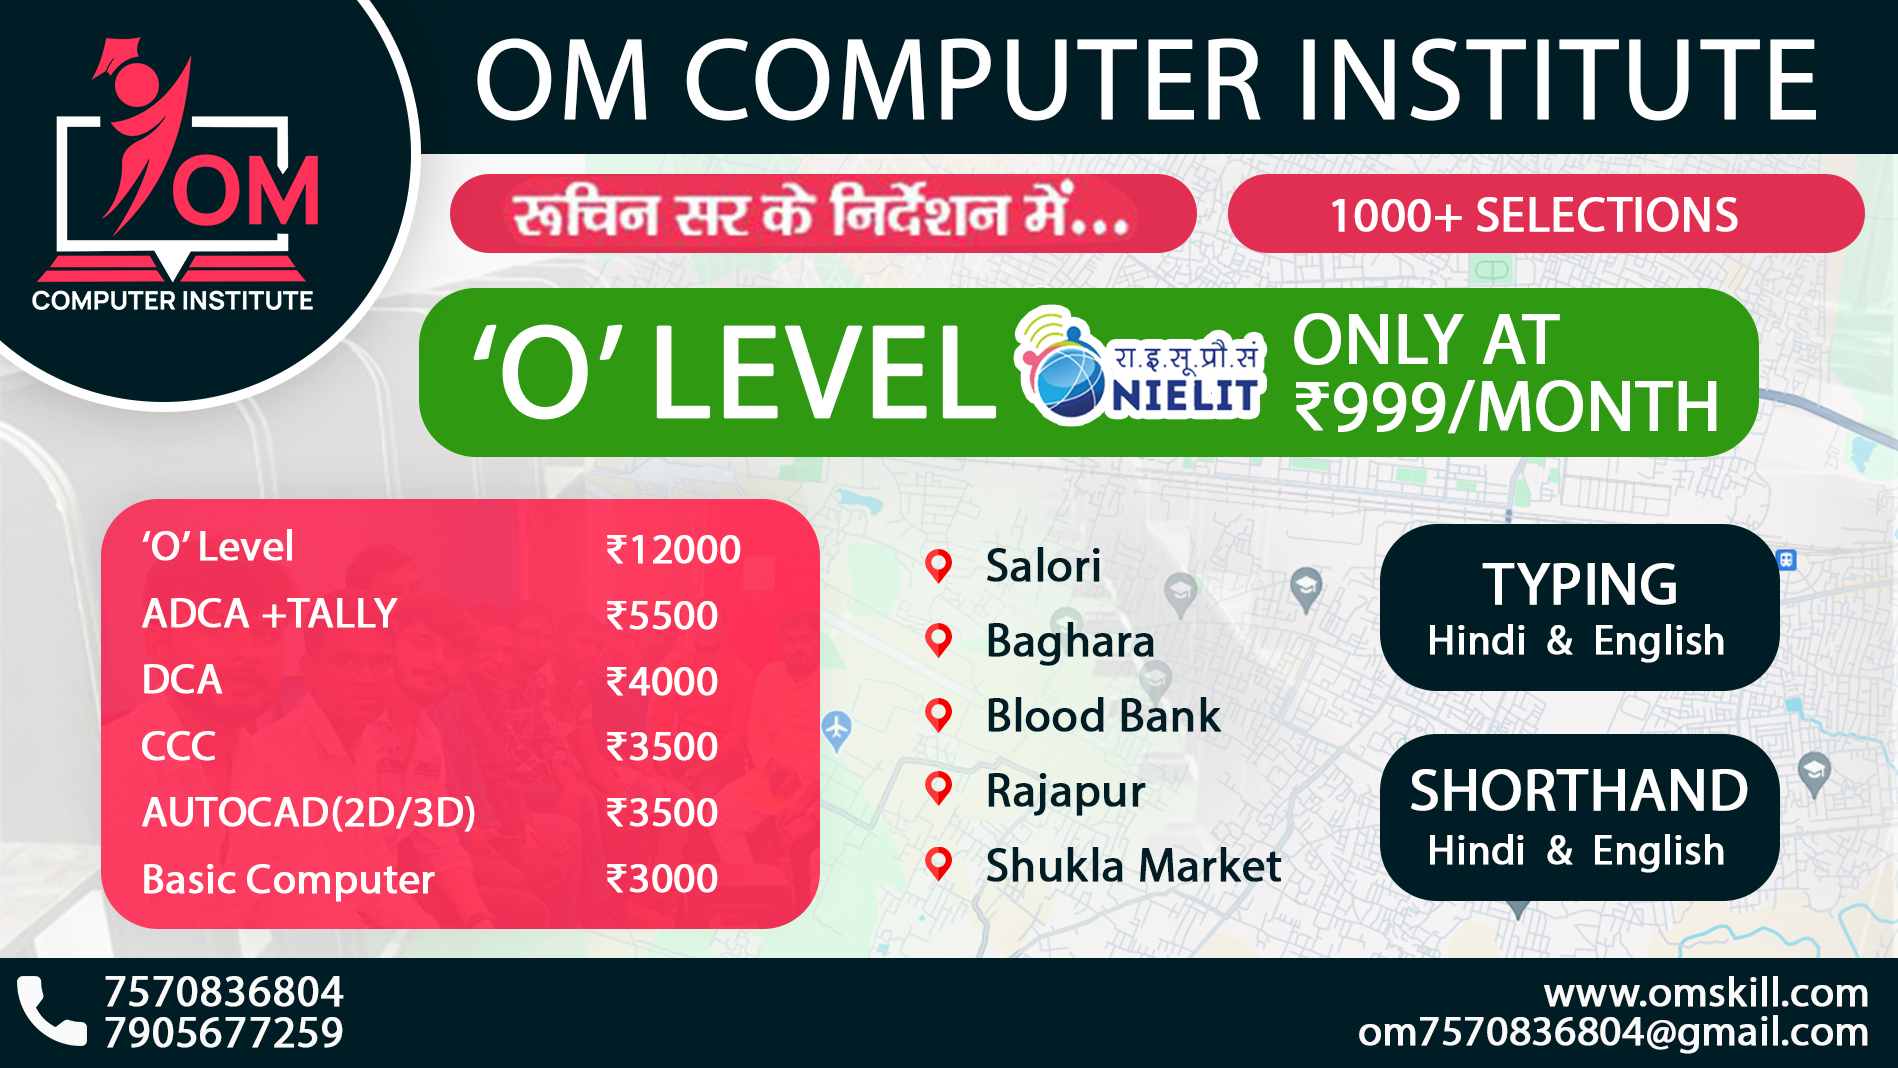 OM COMPUTER INSTITUTE
OM
COMPUTER INSTITUTE
रूचिन सर के निर्देशन में...
1000+ SELECTIONS
‘O’ LEVEL
रा.इ.सू.प्रौ.सं
NIELIT
ONLY AT
₹999/MONTH
‘O’ Level ₹12000
ADCA +TALLY ₹5500
DCA ₹4000
CCC ₹3500
AUTOCAD(2D/3D) ₹3500
Basic Computer ₹3000
Salori
Baghara
Blood Bank
Rajapur
Shukla Market
TYPING
Hindi & English
SHORTHAND
Hindi & English
7570836804
7905677259
www.omskill.com
om7570836804@gmail.com